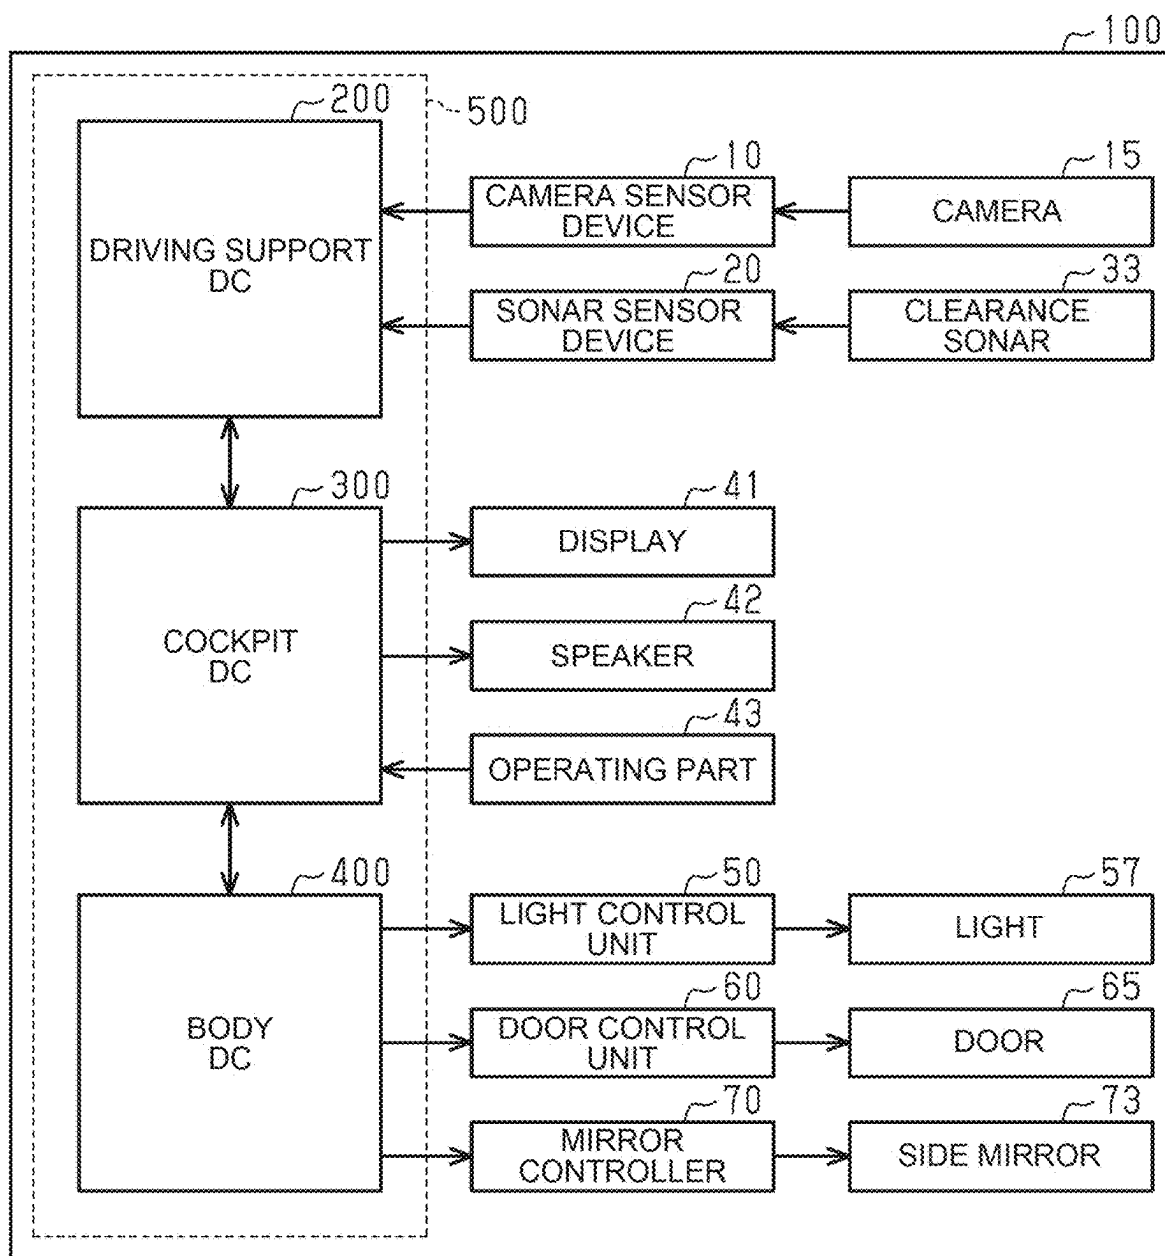 100
200
500
DRIVING SUPPORT
DC
10
CAMERA SENSOR
DEVICE
15
CAMERA
20
SONAR SENSOR
DEVICE
33
CLEARANCE
SONAR
300
COCKPIT
DC
41
DISPLAY
42
SPEAKER
43
OPERATING PART
400
BODY
DC
50
LIGHT CONTROL
UNIT
57
LIGHT
60
DOOR CONTROL
UNIT
65
DOOR
70
MIRROR
CONTROLLER
73
SIDE MIRROR